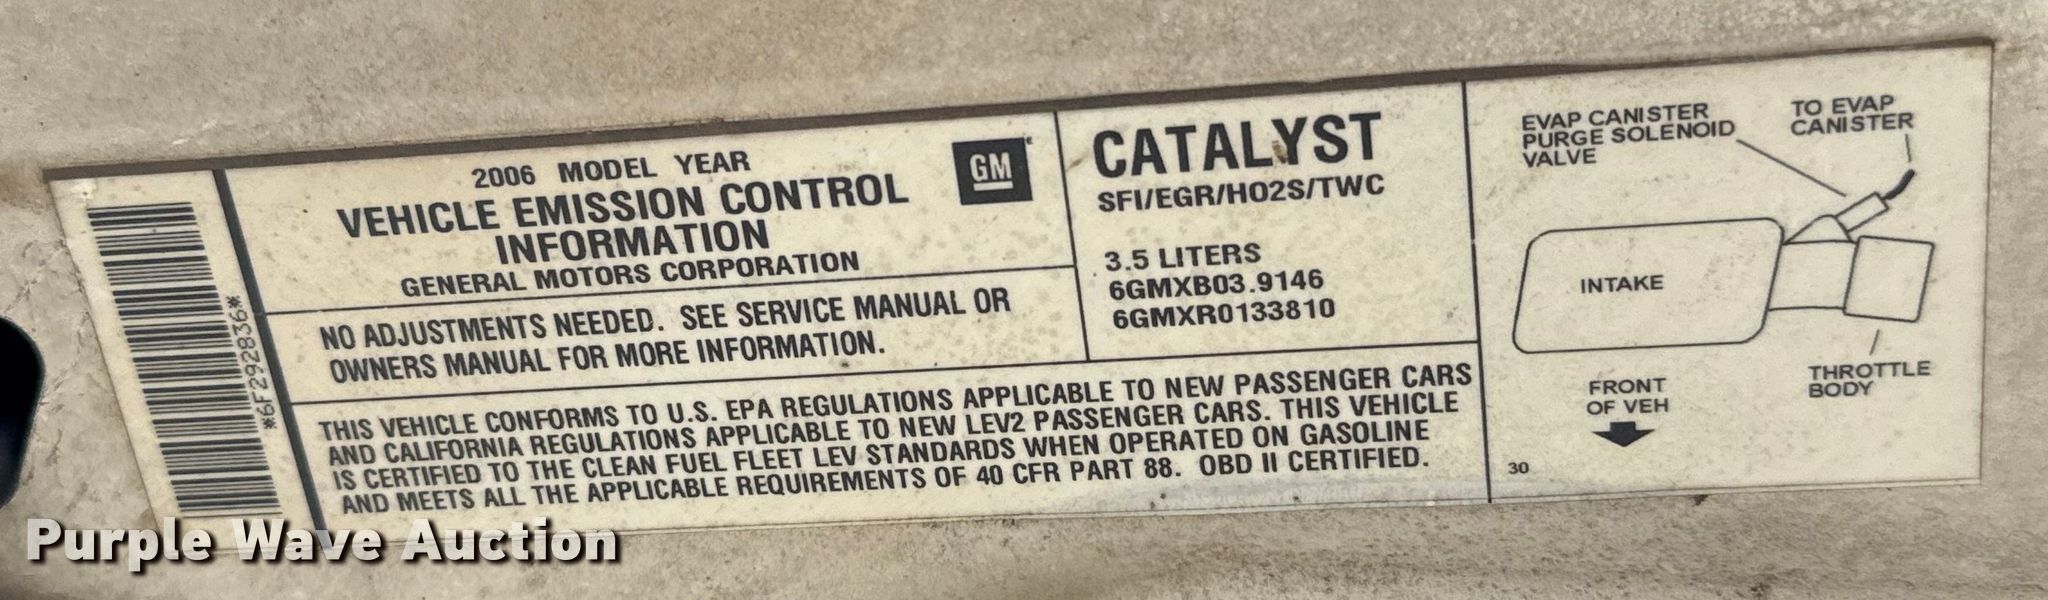 *6F292836*
2006 MODEL YEAR
VEHICLE EMISSION CONTROL
INFORMATION
GENERAL MOTORS CORPORATION
GM
NO ADJUSTMENTS NEEDED. SEE SERVICE MANUAL OR
OWNERS MANUAL FOR MORE INFORMATION.
CATALYST
SFI/EGR/HO2S/TWC
3.5 LITERS
6GMXB03.9146
6GMXR0133810
THIS VEHICLE CONFORMS TO U.S. EPA REGULATIONS APPLICABLE TO NEW PASSENGER CARS
AND CALIFORNIA REGULATIONS APPLICABLE TO NEW LEV2 PASSENGER CARS. THIS VEHICLE
IS CERTIFIED TO THE CLEAN FUEL FLEET LEV STANDARDS WHEN OPERATED ON GASOLINE
AND MEETS ALL THE APPLICABLE REQUIREMENTS OF 40 CFR PART 88. OBD II CERTIFIED.
EVAP CANISTER
PURGE SOLENOID
VALVE
TO EVAP
CANISTER
INTAKE
THROTTLE
BODY
FRONT
OF VEH
30
Purple Wave Auction